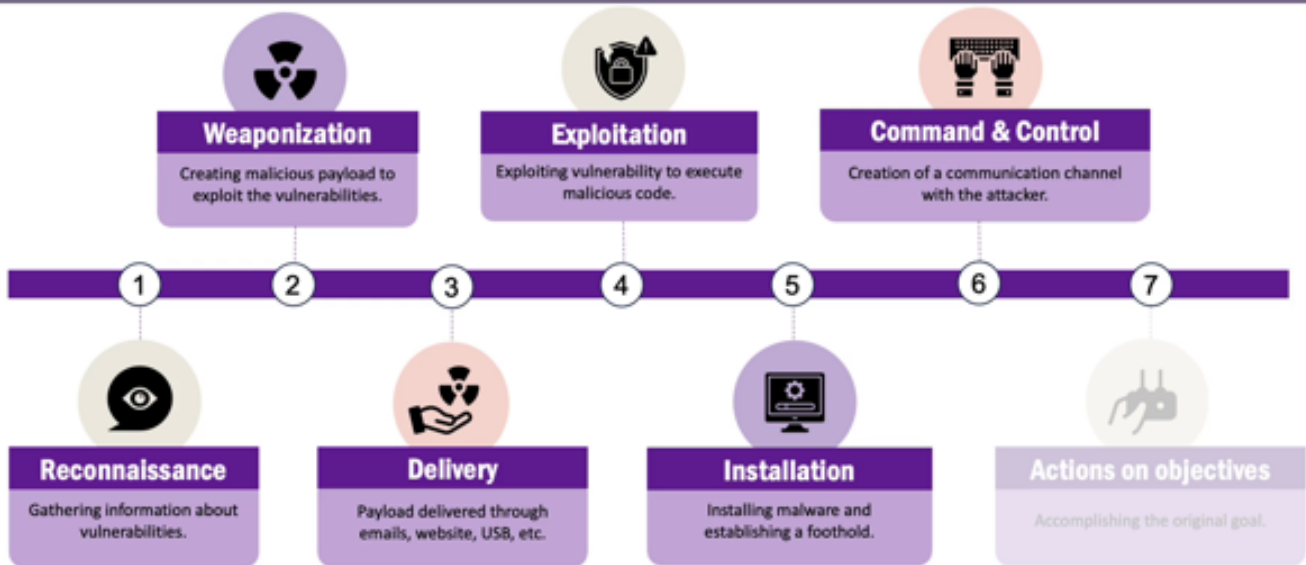 Weaponization
Creating malicious payload to
exploit the vulnerabilities.
Exploitation
Exploiting vulnerability to execute
malicious code.
Command & Control
Creation of a communication channel
with the attacker.
1
2
3
4
5
6
7
Reconnaissance
Gathering information about
vulnerabilities.
Delivery
Payload delivered through
emails, website, USB, etc.
Installation
Installing malware and
establishing a foothold.
Actions on objectives
Accomplishing the original goal.